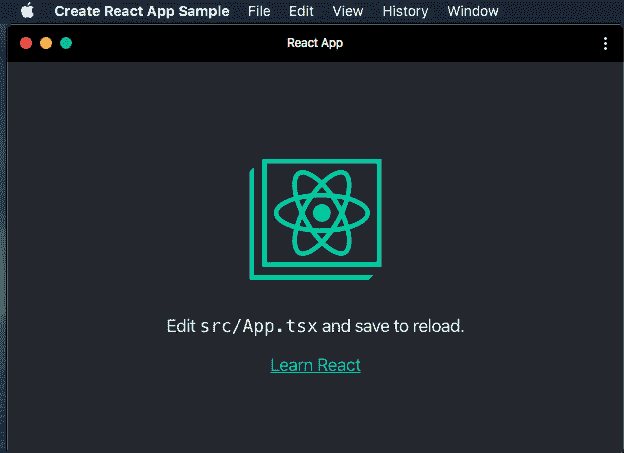 Create React App Sample File Edit View History Window
React App
Edit src/App.tsx and save to reload.
Learn React